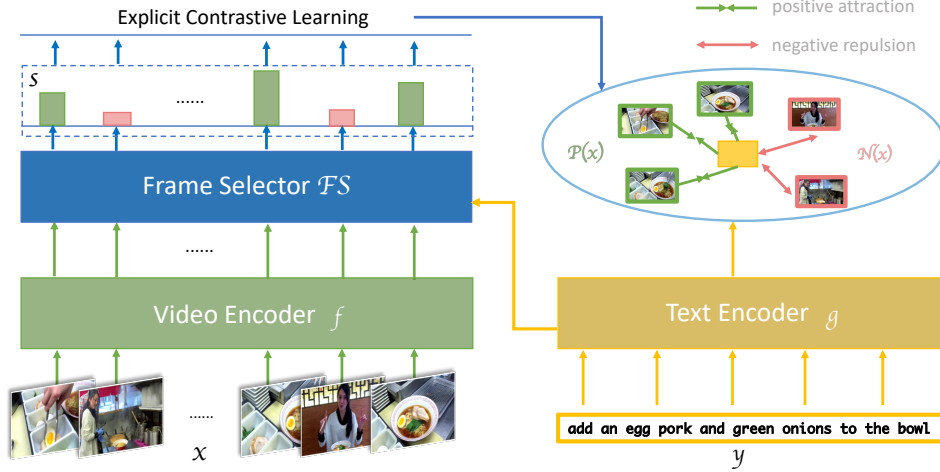 Explicit Contrastive Learning
positive attraction
negative repulsion
S
......
P(x)
N(x)
Frame Selector FS
......
Video Encoder f
Text Encoder g
......
x
add an egg pork and green onions to the bowl
y